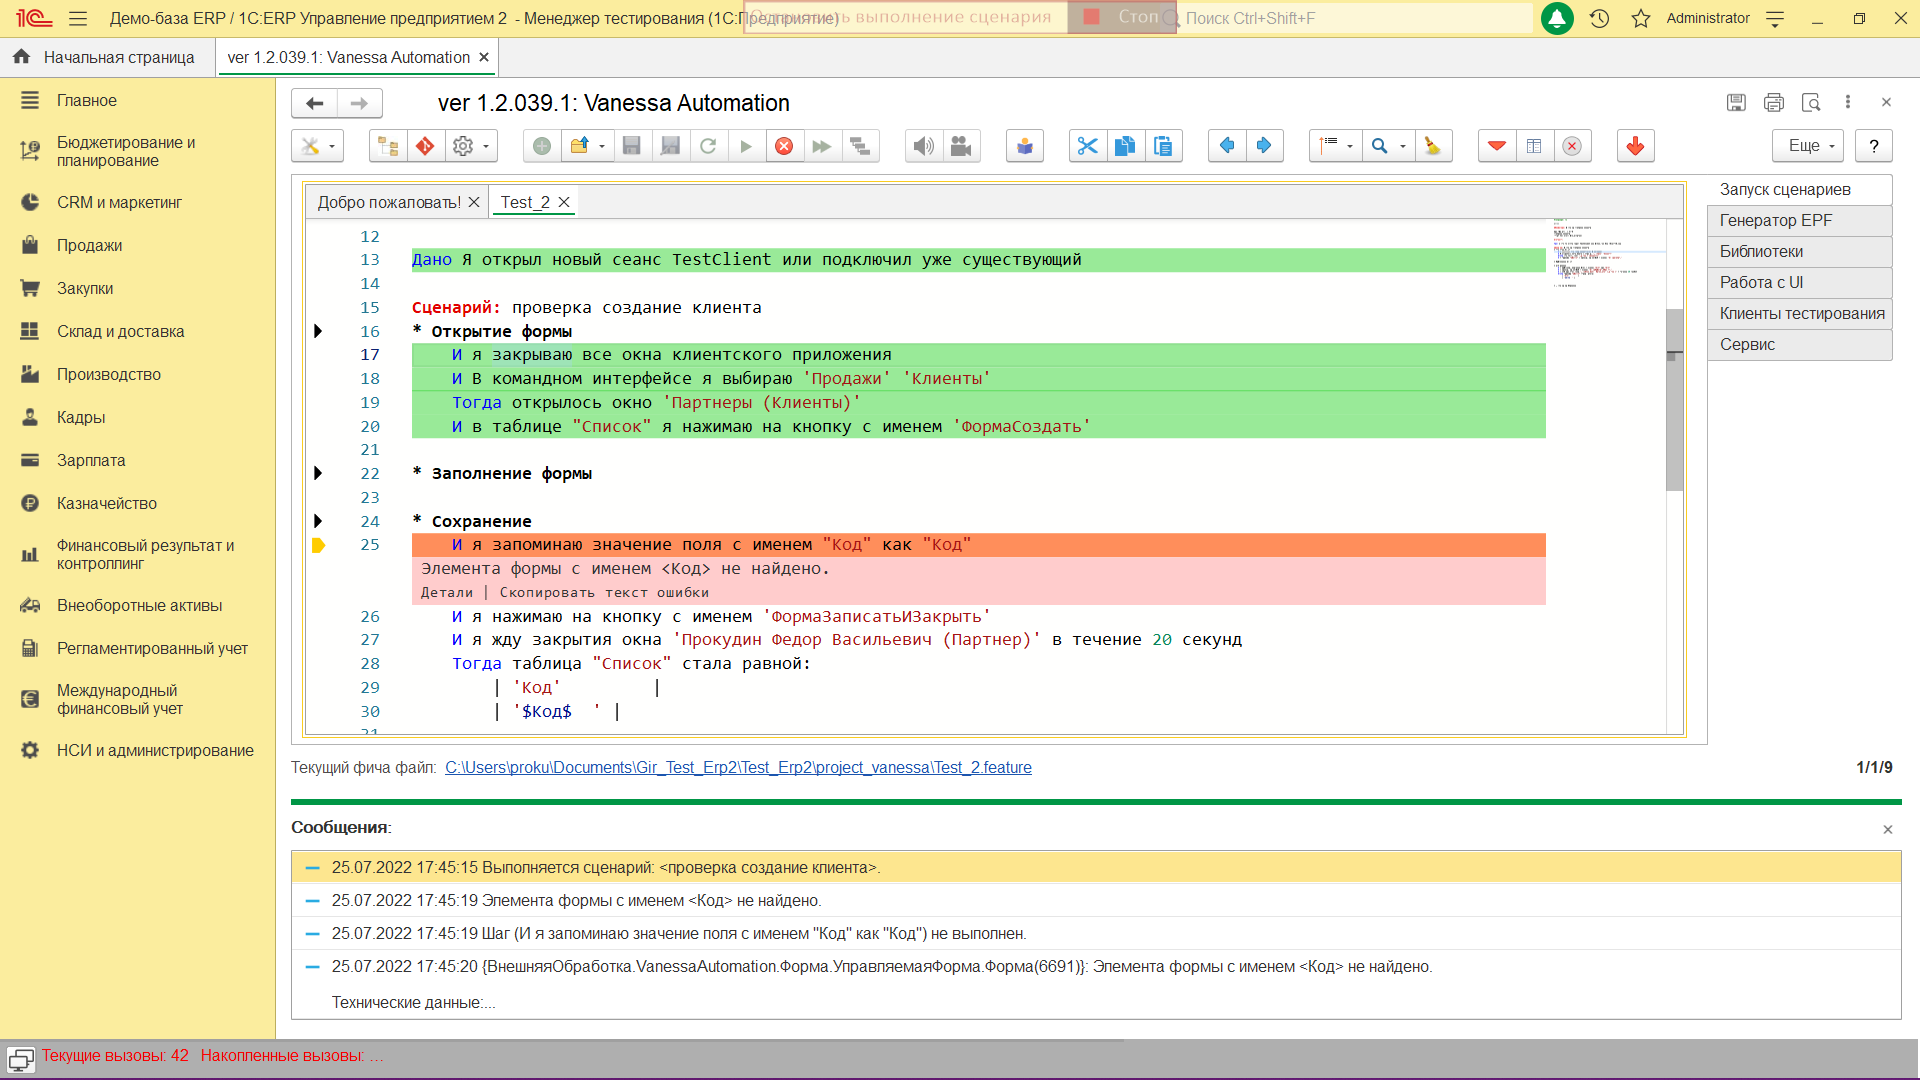 Демо-база ERP / 1С:ERP Управление предприятием 2 - Менеджер тестирования (1С:Предприятие)
выполнение сценария
Стоп
Поиск Ctrl+Shift+F
Administrator
Начальная страница
ver 1.2.039.1: Vanessa Automation
Главное
Бюджетирование и
планирование
CRM и маркетинг
Продажи
Закупки
Склад и доставка
Производство
Кадры
Зарплата
Казначейство
Финансовый результат и
контроллинг
Внеоборотные активы
Регламентированный учет
Международный
финансовый учет
НСИ и администрирование
ver 1.2.039.1: Vanessa Automation
Еще
?
Добро пожаловать!
Test_2
12
13 Дано Я открыл новый сеанс TestClient или подключил уже существующий
14
15 Сценарий: проверка создание клиента
16 * Открытие формы
17 И я закрываю все окна клиентского приложения
18 И В командном интерфейсе я выбираю 'Продажи' 'Клиенты'
19 Тогда открылось окно 'Партнеры (Клиенты)'
20 И в таблице "Список" я нажимаю на кнопку с именем 'ФормаСоздать'
21
22 * Заполнение формы
23
24 * Сохранение
25 И я запоминаю значение поля с именем "Код" как "Код"
Элемента формы с именем <Код> не найдено.
Детали | Скопировать текст ошибки
26 И я нажимаю на кнопку с именем 'ФормаЗаписатьИЗакрыть'
27 И я жду закрытия окна 'Прокудин Федор Васильевич (Партнер)' в течение 20 секунд
28 Тогда таблица "Список" стала равной:
29 | 'Код' |
30 | '$Код$ ' |
31
Запуск сценариев
Генератор EPF
Библиотеки
Работа с UI
Клиенты тестирования
Сервис
Текущий фича файл: C:\Users\proku\Documents\Gir_Test_Erp2\Test_Erp2\project_vanessa\Test_2.feature
1/1/9
Сообщения:
25.07.2022 17:45:15 Выполняется сценарий: <проверка создание клиента>.
25.07.2022 17:45:19 Элемента формы с именем <Код> не найдено.
25.07.2022 17:45:19 Шаг (И я запоминаю значение поля с именем "Код" как "Код") не выполнен.
25.07.2022 17:45:20 {ВнешняяОбработка.VanessaAutomation.Форма.УправляемаяФорма.Форма(6691)}: Элемента формы с именем <Код> не найдено.
Технические данные:...
Текущие вызовы: 42 Накопленные вызовы: ...